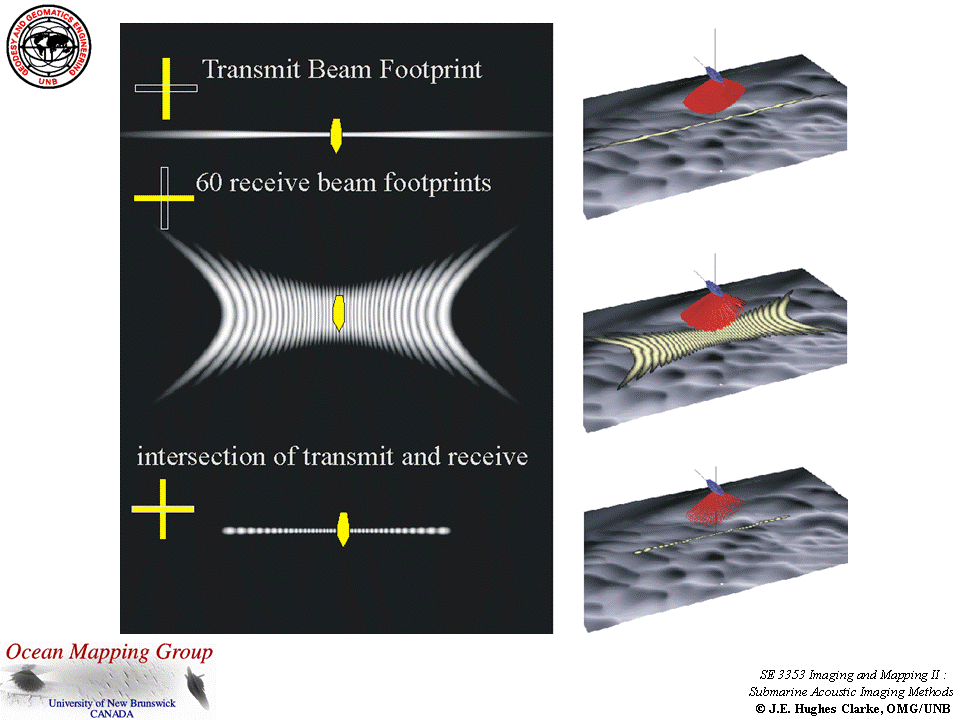 GEODESY AND GEOMATICS ENGINEERING
UNB
Transmit Beam Footprint
60 receive beam footprints
intersection of transmit and receive
Ocean Mapping Group
University of New Brunswick
CANADA
SE 3353 Imaging and Mapping II :
Submarine Acoustic Imaging Methods
© J.E. Hughes Clarke, OMG/UNB